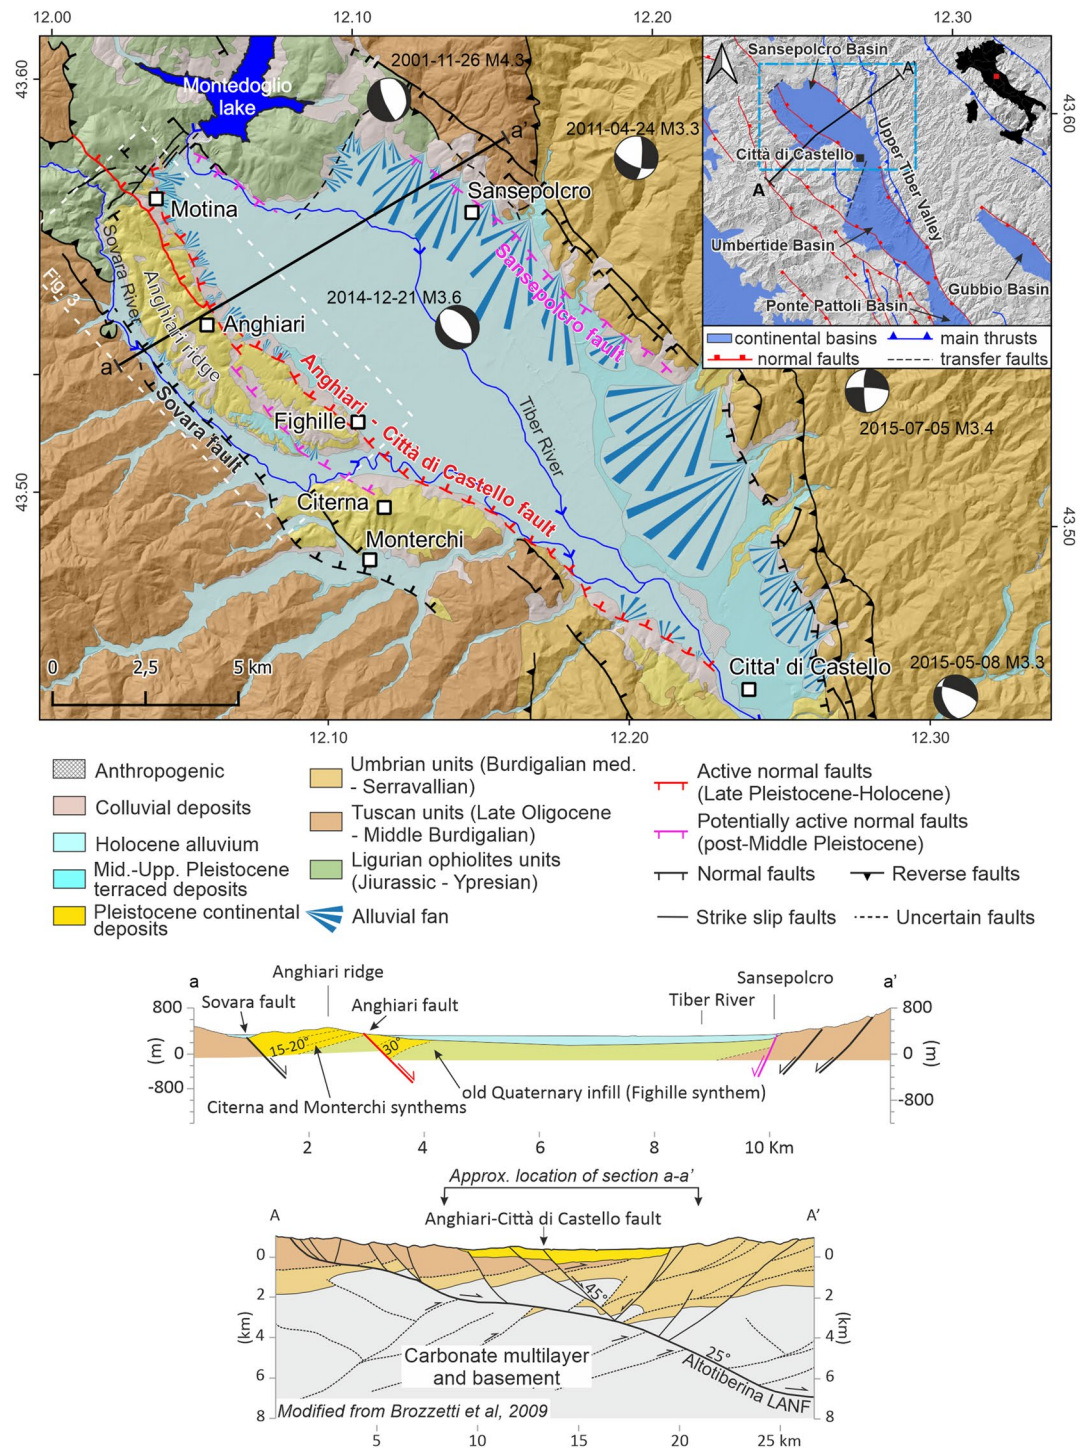 12.00
12.10
12.20
12.30
43.60
43.60
43.50
43.50
12.10
12.20
12.30
2001-11-26 M4.3
Montedoglio
lake
a'
2011-04-24 M3.3
Sansepolcro
Motina
Sovara River
Anghiari ridge
Fig. 3
2014-12-21 M3.6
Sansepolcro fault
Anghiari
a
Anghiari - Città di Castello fault
Sovara fault
Fighille
Tiber River
2015-07-05 M3.4
Citerna
Monterchi
0
2,5
5 km
Citta' di Castello
2015-05-08 M3.3
Sansepolcro Basin
A'
Città di Castello
Upper Tiber Valley
A
Umbertide Basin
Gubbio Basin
Ponte Pattoli Basin
continental basins
main thrusts
normal faults
transfer faults
Anthropogenic
Colluvial deposits
Holocene alluvium
Mid.-Upp. Pleistocene
terraced deposits
Pleistocene continental
deposits
Umbrian units (Burdigalian med.
- Serravallian)
Tuscan units (Late Oligocene
- Middle Burdigalian)
Ligurian ophiolites units
(Jiurassic - Ypresian)
Alluvial fan
Active normal faults
(Late Pleistocene-Holocene)
Potentially active normal faults
(post-Middle Pleistocene)
Normal faults
Reverse faults
Strike slip faults
Uncertain faults
a
Anghiari ridge
Sansepolcro
a'
Sovara fault
Anghiari fault
Tiber River
800
(m)
0
-800
800
0
(m)
-800
15-20°
30°
old Quaternary infill (Fighille synthem)
Citerna and Monterchi synthems
2
4
6
8
10 Km
Approx. location of section a-a'
A
Anghiari-Città di Castello fault
A'
0
2
(km)
4
6
8
0
2
(km)
4
6
8
45°
25°
Altotiberina LANF
Carbonate multilayer
and basement
Modified from Brozzetti et al, 2009
5
10
15
20
25 km